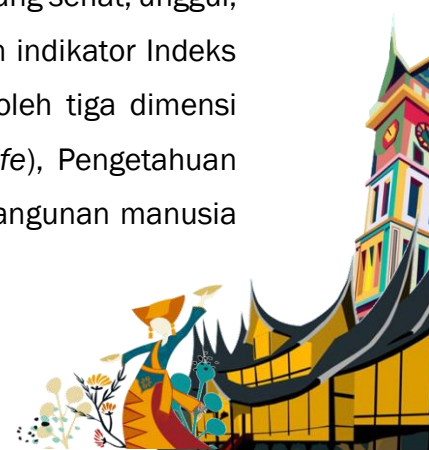 ang sehat, unggul,
indikator Indeks
oleh tiga dimensi
fe), Pengetahuan
angunan manusia